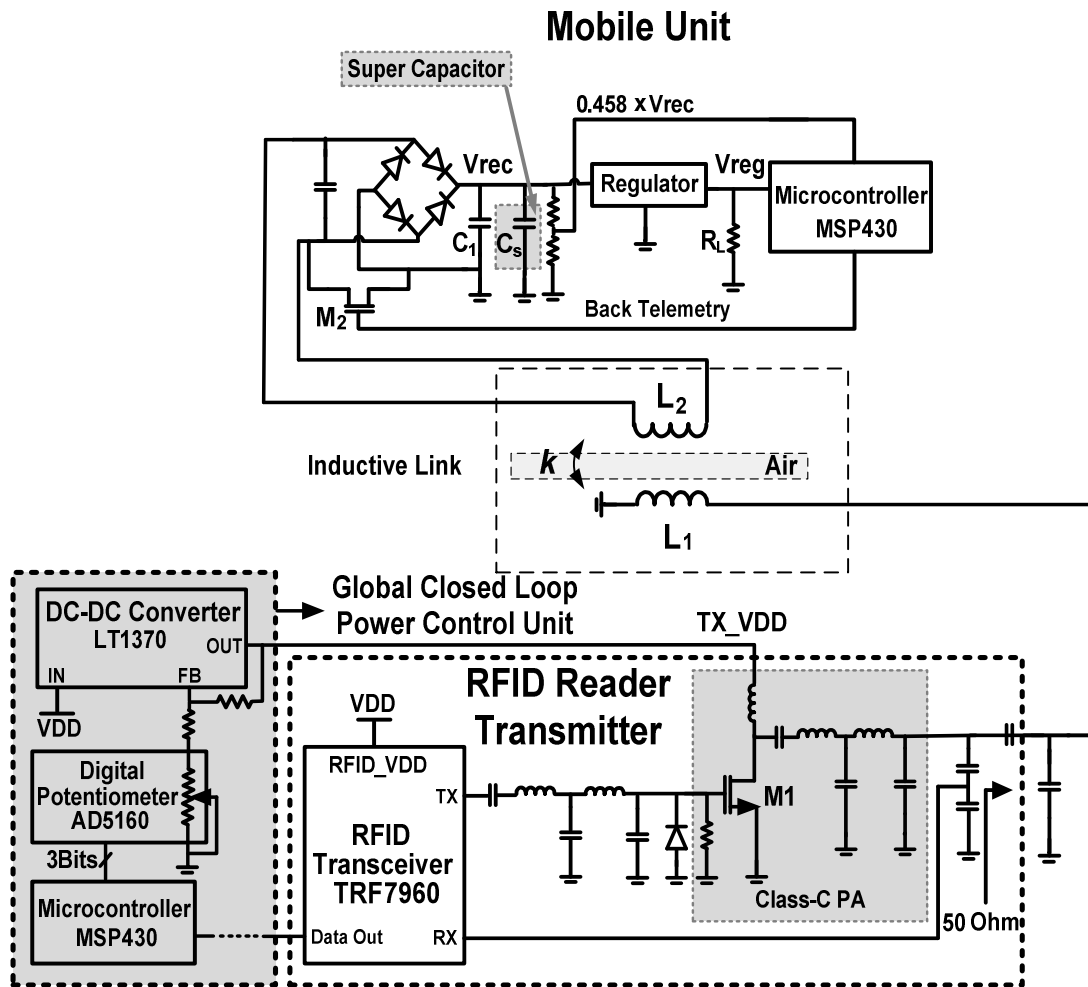 Mobile Unit
Super Capacitor
0.458 x Vrec
Vrec
Regulator
Vreg
Microcontroller
MSP430
C1
Cs
RL
M2
Back Telemetry
L2
Inductive Link
k
Air
L1
Global Closed Loop
Power Control Unit
DC-DC Converter
LT1370
OUT
IN
FB
VDD
TX_VDD
RFID Reader
Transmitter
VDD
RFID_VDD
TX
RFID
Transceiver
TRF7960
Data Out
RX
M1
Class-C PA
50 Ohm
Digital
Potentiometer
AD5160
3Bits
Microcontroller
MSP430